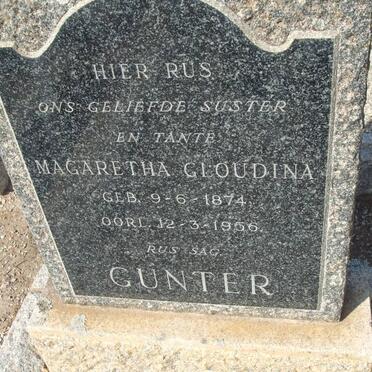 HIER RUS
ONS GELIEFDE SUSTER
EN TANTE
MAGARETHA CLOUDINA
GEB. 9-6-1874.
OORL. 12-3-1956.
RUS SAG.
GUNTER